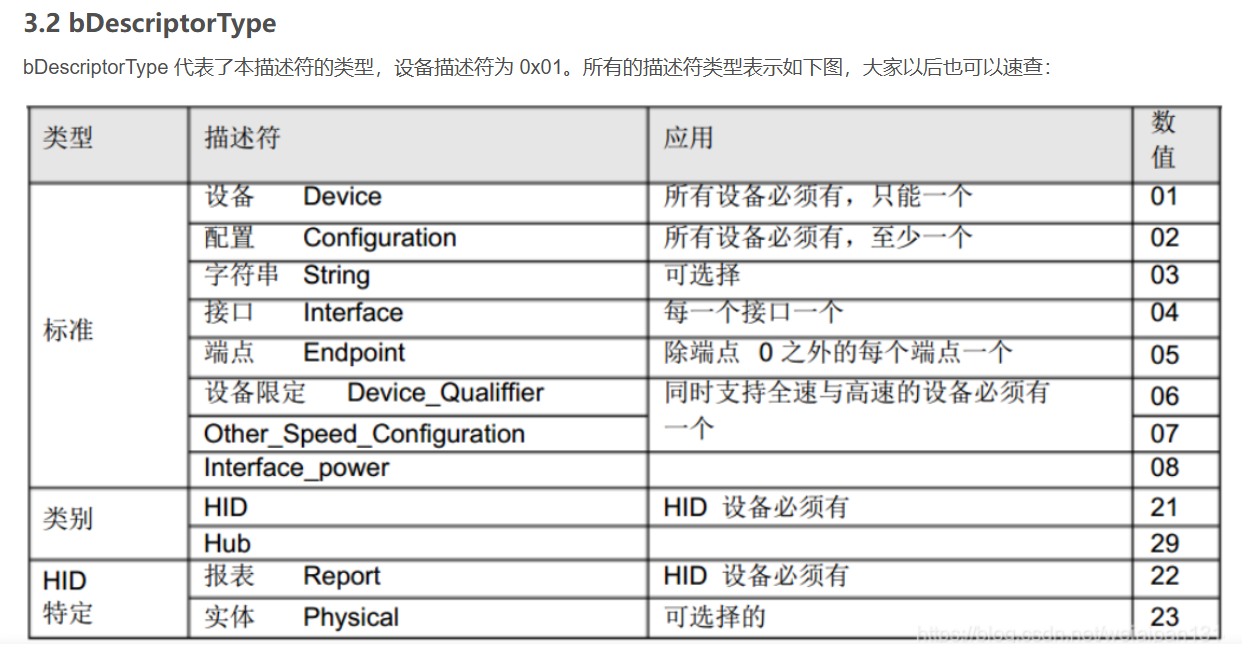 3.2 bDescriptorType
bDescriptorType 代表了本描述符的类型，设备描述符为 0x01。所有的描述符类型表示如下图，大家以后也可以速查：
类型 描述符 应用 数值
标准
设备 Device 所有设备必须有，只能一个 01
配置 Configuration 所有设备必须有，至少一个 02
字符串 String 可选择 03
接口 Interface 每一个接口一个 04
端点 Endpoint 除端点 0 之外的每个端点一个 05
设备限定 Device_Qualiffier 同时支持全速与高速的设备必须有一个 06
Other_Speed_Configuration 07
Interface_power 08
类别
HID HID 设备必须有 21
Hub 29
HID 特定
报表 Report HID 设备必须有 22
实体 Physical 可选择的 23